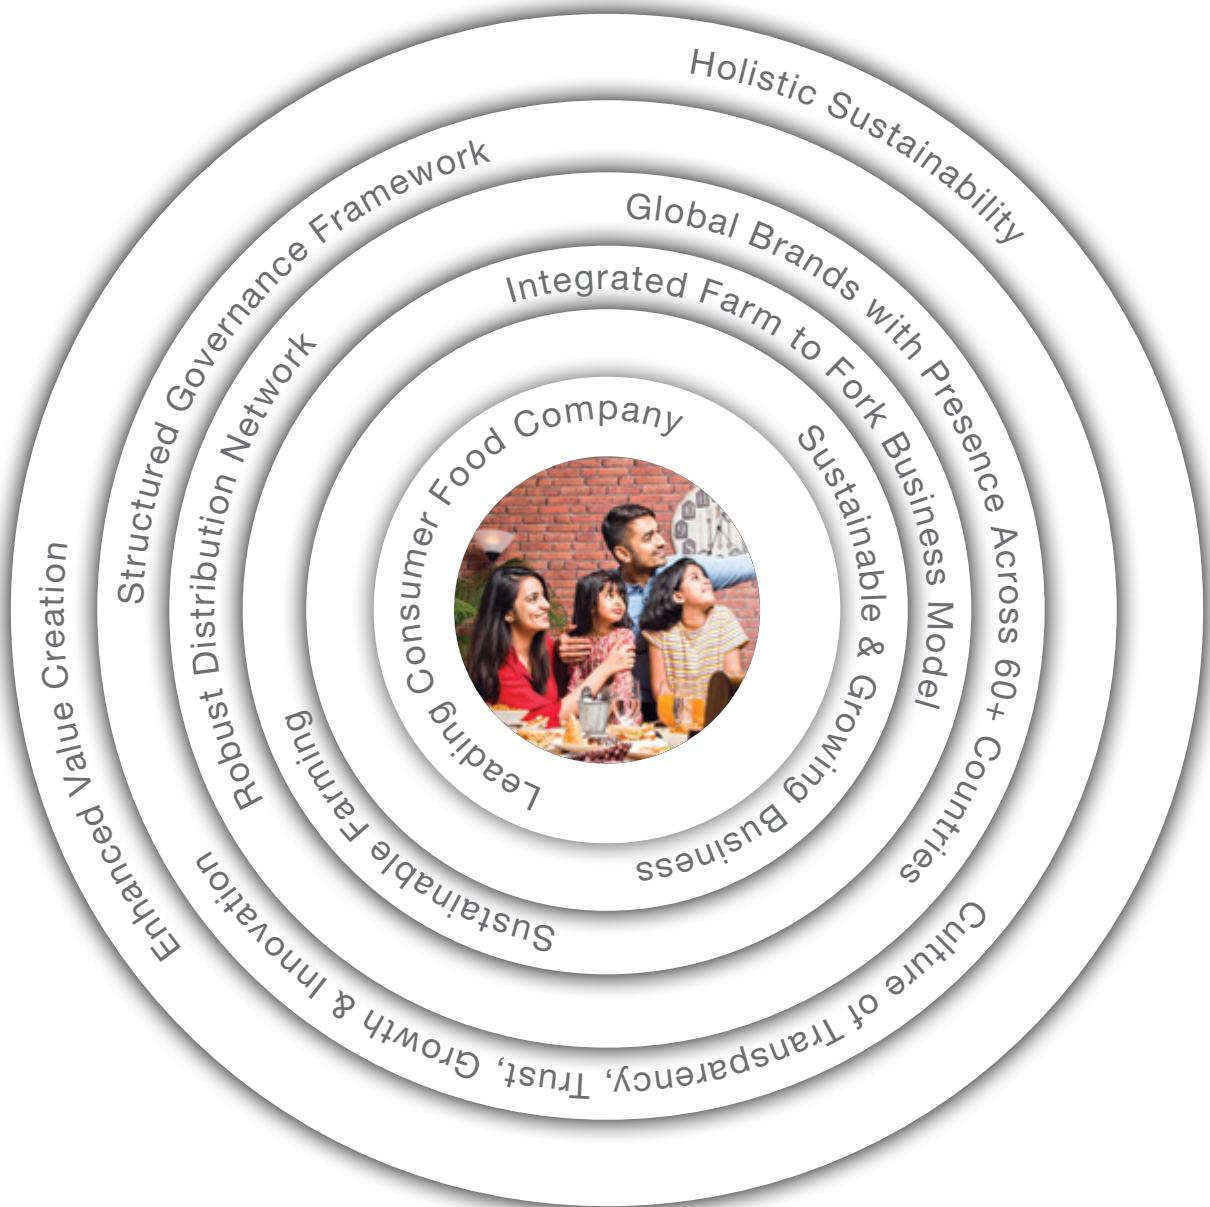 Holistic Sustainability
Enhanced Value Creation
Structured Governance Framework
Culture of Transparency, Trust, Growth & Innovation
Global Brands with Presence Across 60+ Countries
Robust Distribution Network
Integrated Farm to Fork Business Model
Sustainable Farming
Sustainable & Growing Business
Leading Consumer Food Company